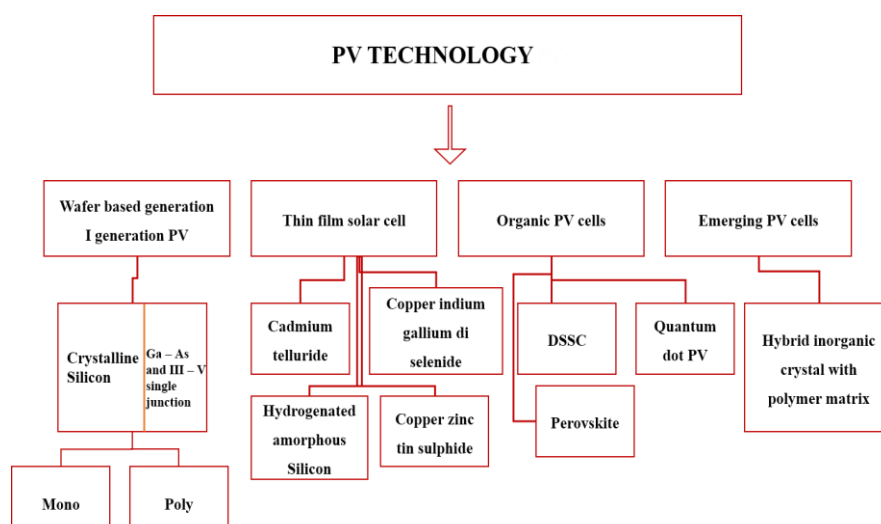 PV TECHNOLOGY
Wafer based generation
I generation PV
Thin film solar cell
Organic PV cells
Emerging PV cells
Crystalline
Silicon
Ga – As
and III – V
single
junction
Mono
Poly
Cadmium
telluride
Copper indium
gallium di
selenide
Hydrogenated
amorphous
Silicon
Copper zinc
tin sulphide
DSSC
Quantum
dot PV
Perovskite
Hybrid inorganic
crystal with
polymer matrix